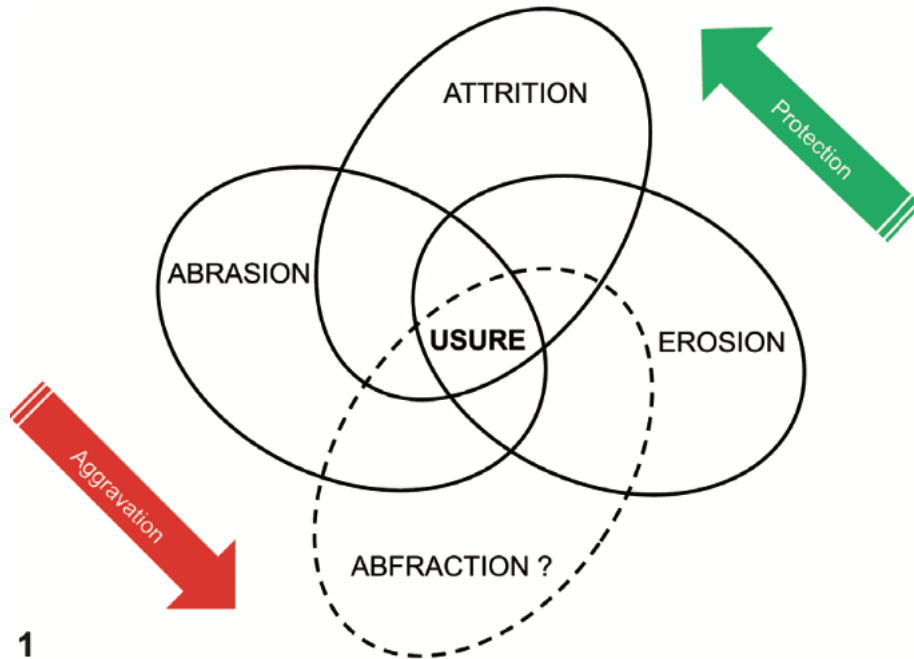 ATTRITION
Protection
ABRASION
USURE
EROSION
Aggravation
ABFRACTION ?
1